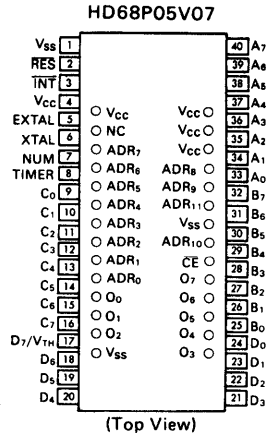 HD68P05V07
Vss 1
RES 2
INT 3
Vcc 4
EXTAL 5
XTAL 6
NUM 7
TIMER 8
C0 9
C1 10
C2 11
C3 12
C4 13
C5 14
C6 15
C7 16
D7/VTH 17
D6 18
D5 19
D4 20
Vcc
NC
ADR7
ADR6
ADR5
ADR4
ADR3
ADR2
ADR1
ADR0
O0
O1
O2
Vss
Vcc
Vcc
Vcc
ADR8
ADR9
ADR11
Vss
ADR10
CE
O7
O6
O5
O4
O3
40 A7
39 A6
38 A5
37 A4
36 A3
35 A2
34 A1
33 A0
32 B7
31 B6
30 B5
29 B4
28 B3
27 B2
26 B1
25 B0
24 D0
23 D1
22 D2
21 D3
(Top View)